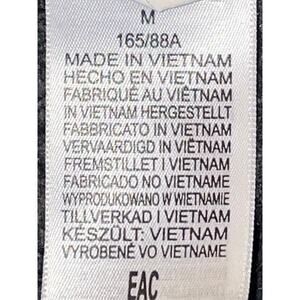 M
165/88A
MADE IN VIETNAM
HECHO EN VIETNAM
FABRIQUÉ AU VIÊTNAM
IN VIETNAM HERGESTELLT
FABBRICATO IN VIETNAM
VERVAARDIGD IN VIËTNAM
FREMSTILLET I VIETNAM
FABRICADO NO VIETNAME
WYPRODUKOWANO W WIETNAMIE
TILLVERKAD I VIETNAM
KÉSZÜLT: VIETNAM
VYROBENÉ VO VIETNAME
EAC